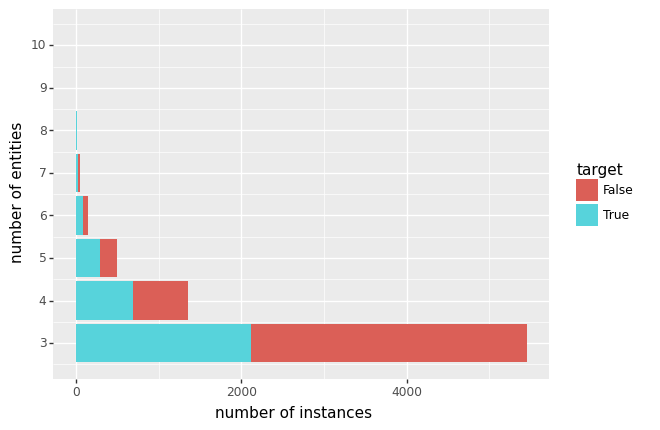 10
9
8
7
6
5
4
3
number of entities
0
2000
4000
number of instances
target
False
True